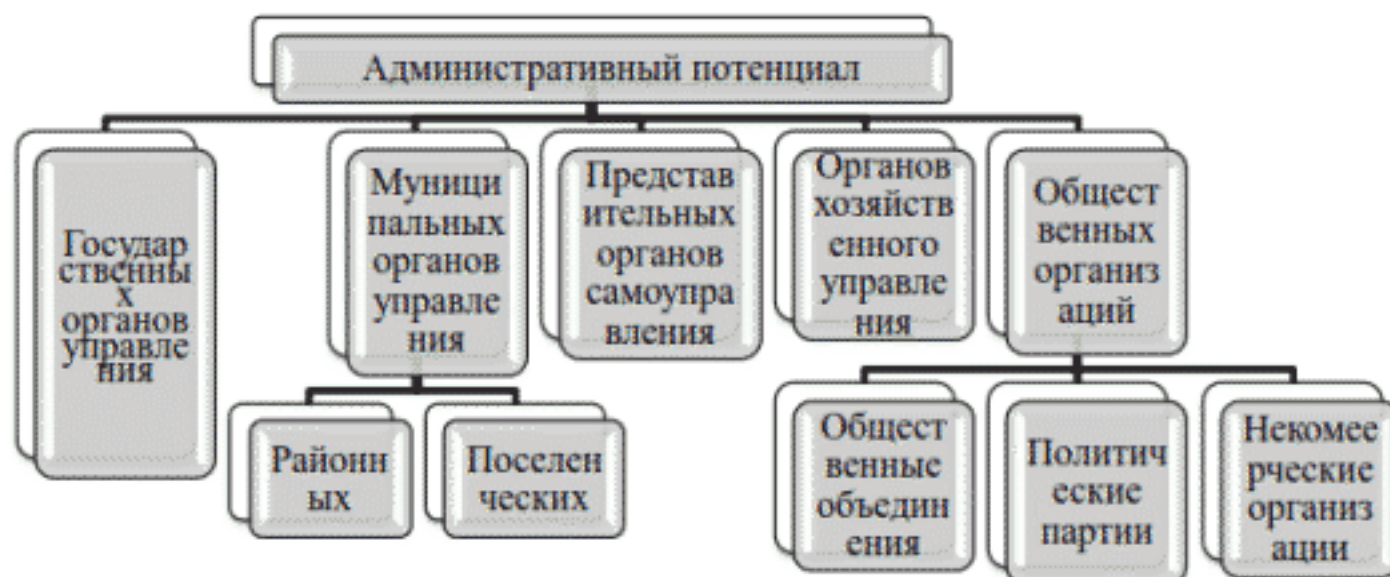 Административный потенциал
Государ
ственны
х
органов
управле
ния
Муници
пальных
органов
управле
ния
Представ
ительных
органов
самоупра
вления
Органов
хозяйств
енного
управле
ния
Общест
венных
организ
аций
Районн
ых
Поселен
ческих
Общест
венные
объедин
ения
Политич
еские
партии
Некомме
рческие
организ
ации